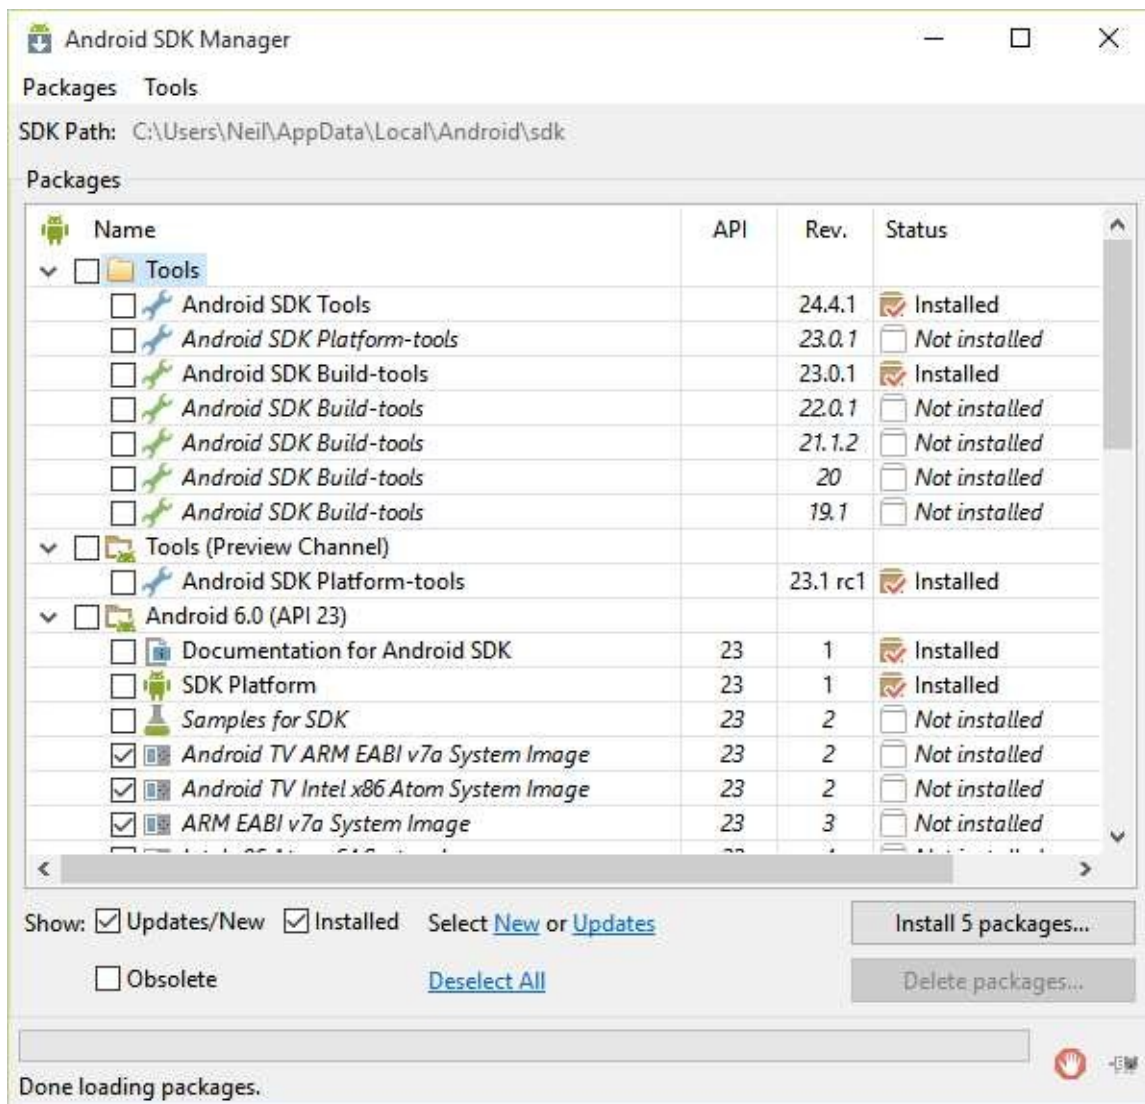 Android SDK Manager
Packages Tools
SDK Path: C:\Users\Neil\AppData\Local\Android\sdk
Packages
Name API Rev. Status
Tools
Android SDK Tools 24.4.1 Installed
Android SDK Platform-tools 23.0.1 Not installed
Android SDK Build-tools 23.0.1 Installed
Android SDK Build-tools 22.0.1 Not installed
Android SDK Build-tools 21.1.2 Not installed
Android SDK Build-tools 20 Not installed
Android SDK Build-tools 19.1 Not installed
Tools (Preview Channel)
Android SDK Platform-tools 23.1 rc1 Installed
Android 6.0 (API 23)
Documentation for Android SDK 23 1 Installed
SDK Platform 23 1 Installed
Samples for SDK 23 2 Not installed
Android TV ARM EABI v7a System Image 23 2 Not installed
Android TV Intel x86 Atom System Image 23 2 Not installed
ARM EABI v7a System Image 23 3 Not installed
Show: Updates/New Installed Select New or Updates Install 5 packages...
Obsolete Deselect All Delete packages...
Done loading packages.